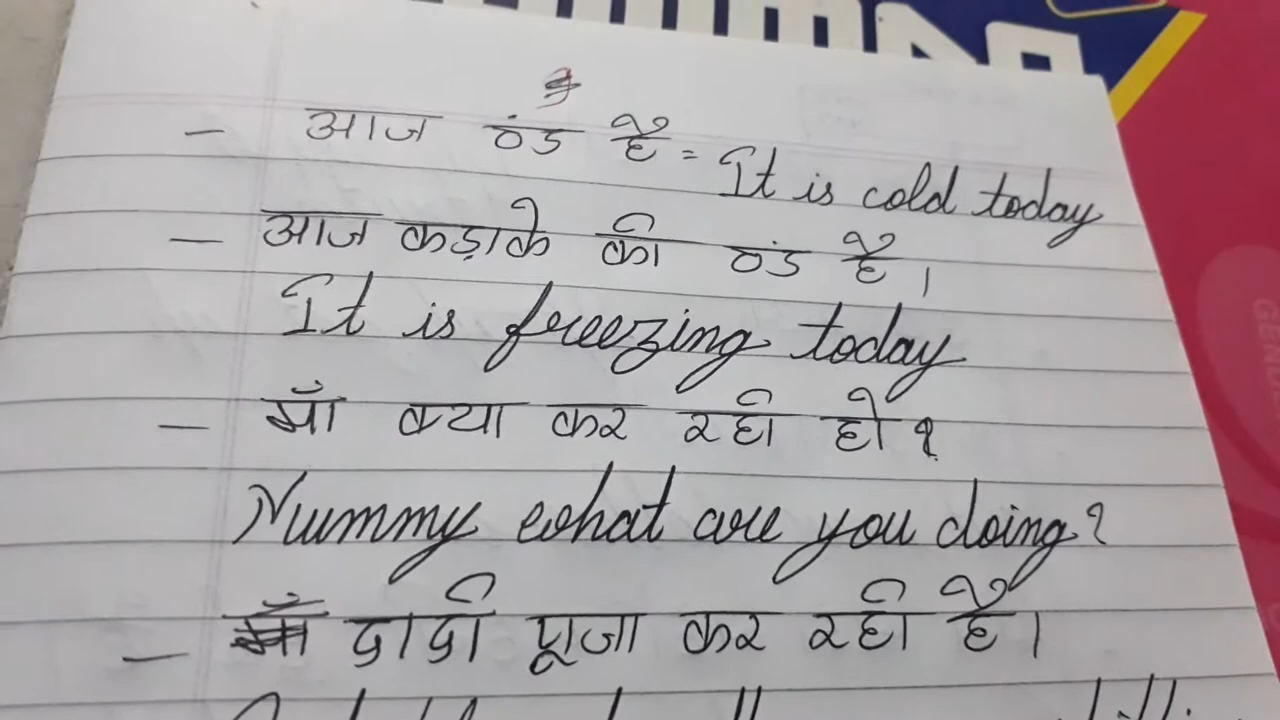 - आज ठंड है = It is cold today
- आज कड़ाके की ठंड है।
It is freezing today
- माँ क्या कर रही हो?
Mummy what are you doing?
- दादी पूजा कर रही है।